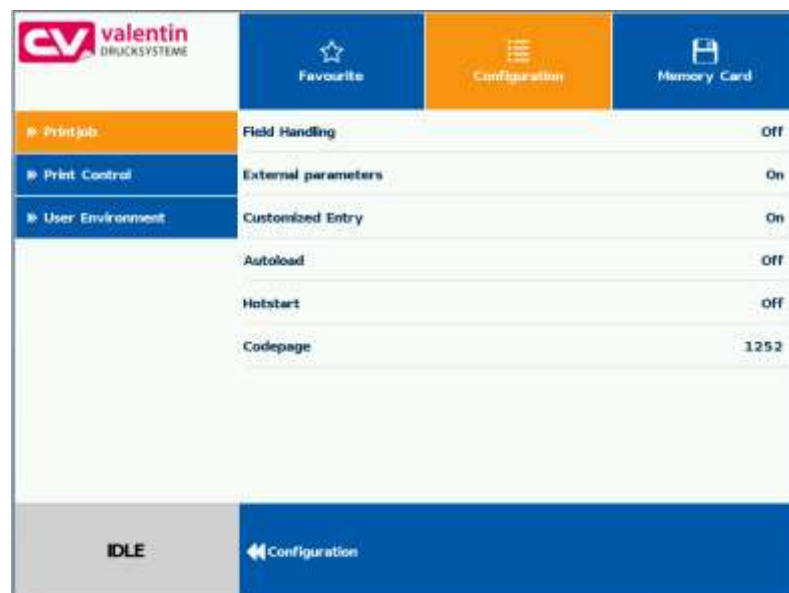 CV valentin
DRUCKSYSTEME
Favourite
Configuration
Memory Card
» Printjob
» Print Control
» User Environment
Field Handling Off
External parameters On
Customized Entry On
Autoload Off
Hotstart Off
Codepage 1252
IDLE
Configuration